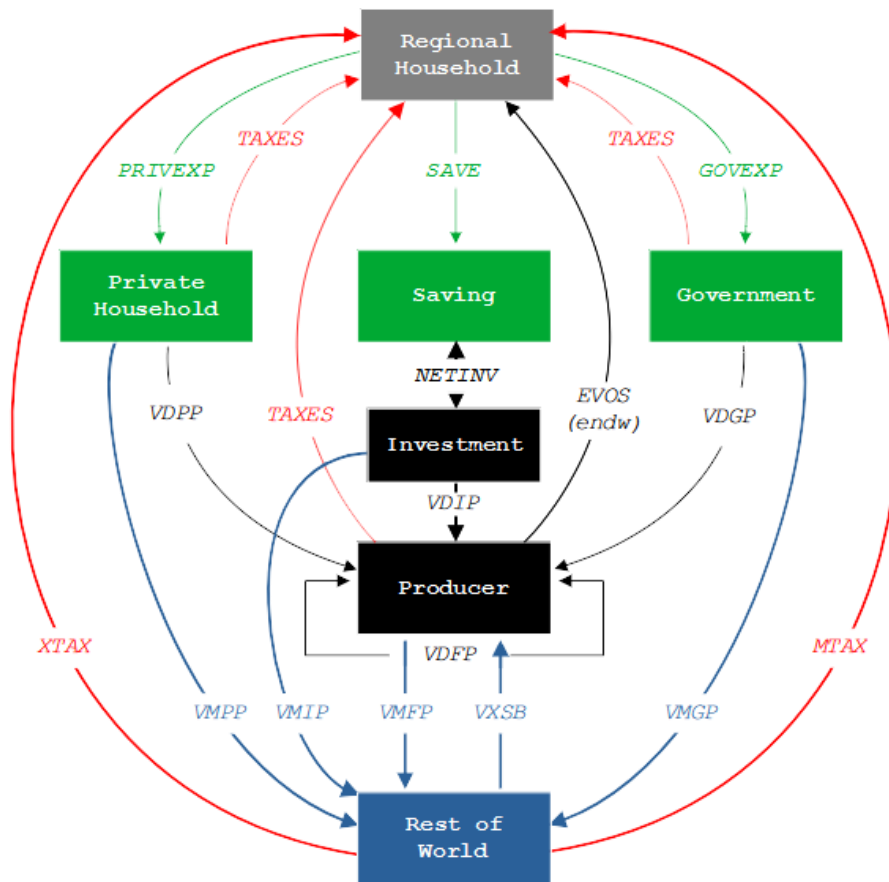 Regional
Household
TAXES
TAXES
PRIVEXP
SAVE
GOVEXP
Private
Household
Saving
Government
NETINV
EVOS
(endw)
VDPP
TAXES
VDGP
Investment
VDIP
Producer
XTAX
VDFP
MTAX
VMPP
VMIP
VMFP
VXSB
VMGP
Rest of
World